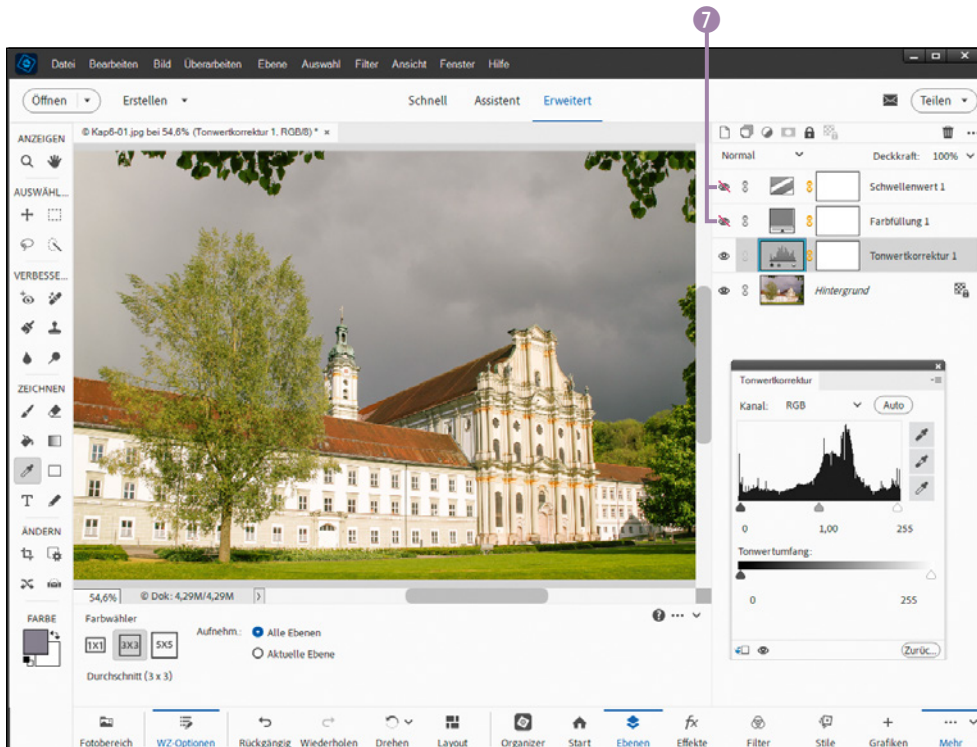 7
Datei Bearbeiten Bild Überarbeiten Ebene Auswahl Filter Ansicht Fenster Hilfe
Öffnen Erstellen Schnell Assistent Erweitert Teilen
ANZEIGEN
© Kap6-01.jpg bei 54,6% (Tonwertkorrektur 1, RGB/8) * ×
Normal Deckkraft: 100%
AUSWÄHL...
Schwellenwert 1
Farbfüllung 1
VERBESSE...
Tonwertkorrektur 1
Hintergrund
ZEICHNEN
Tonwertkorrektur
Kanal: RGB Auto
T
ÄNDERN
0 1,00 255
Tonwertumfang:
0 255
54,6% © Dok: 4,29M/4,29M
FARBE
Farbwähler
1X1 3X3 5X5
Aufnehm.: Alle Ebenen
Aktuelle Ebene
Durchschnitt (3 x 3)
Zurüc...
Fotobereich WZ-Optionen Rückgängig Wiederholen Drehen Layout Organizer Start Ebenen Effekte Filter Stile Grafiken Mehr